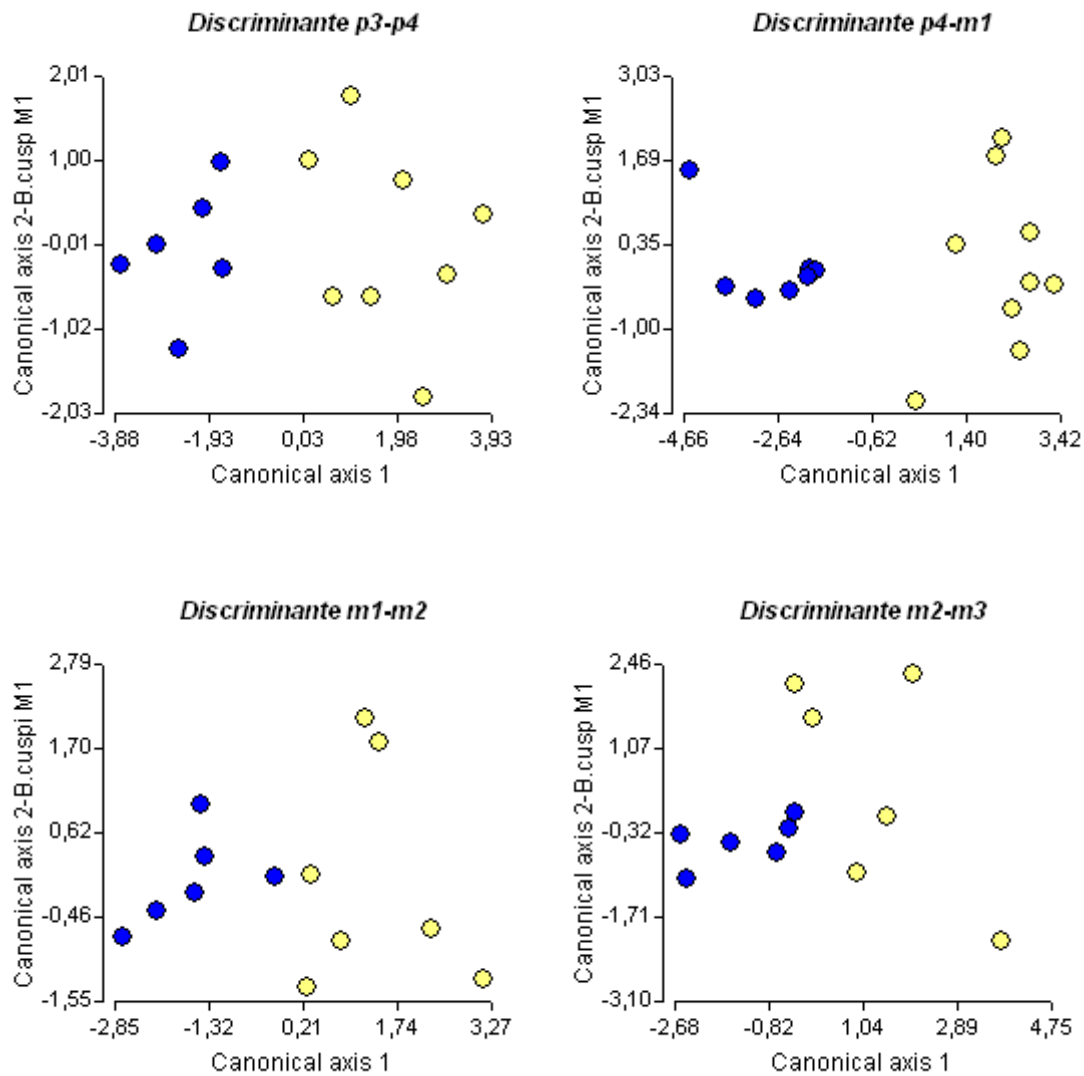 Discriminante p3-p4
Canonical axis 2-B.cusp M1
2,01
1,00
-0,01
-1,02
-2,03
-3,88 -1,93 0,03 1,98 3,93
Canonical axis 1
Discriminante p4-m1
Canonical axis 2-B.cusp M1
3,03
1,69
0,35
-1,00
-2,34
-4,66 -2,64 -0,62 1,40 3,42
Canonical axis 1
Discriminante m1-m2
Canonical axis 2-B.cuspi M1
2,79
1,70
0,62
-0,46
-1,55
-2,85 -1,32 0,21 1,74 3,27
Canonical axis 1
Discriminante m2-m3
Canonical axis 2-B.cusp M1
2,46
1,07
-0,32
-1,71
-3,10
-2,68 -0,82 1,04 2,89 4,75
Canonical axis 1